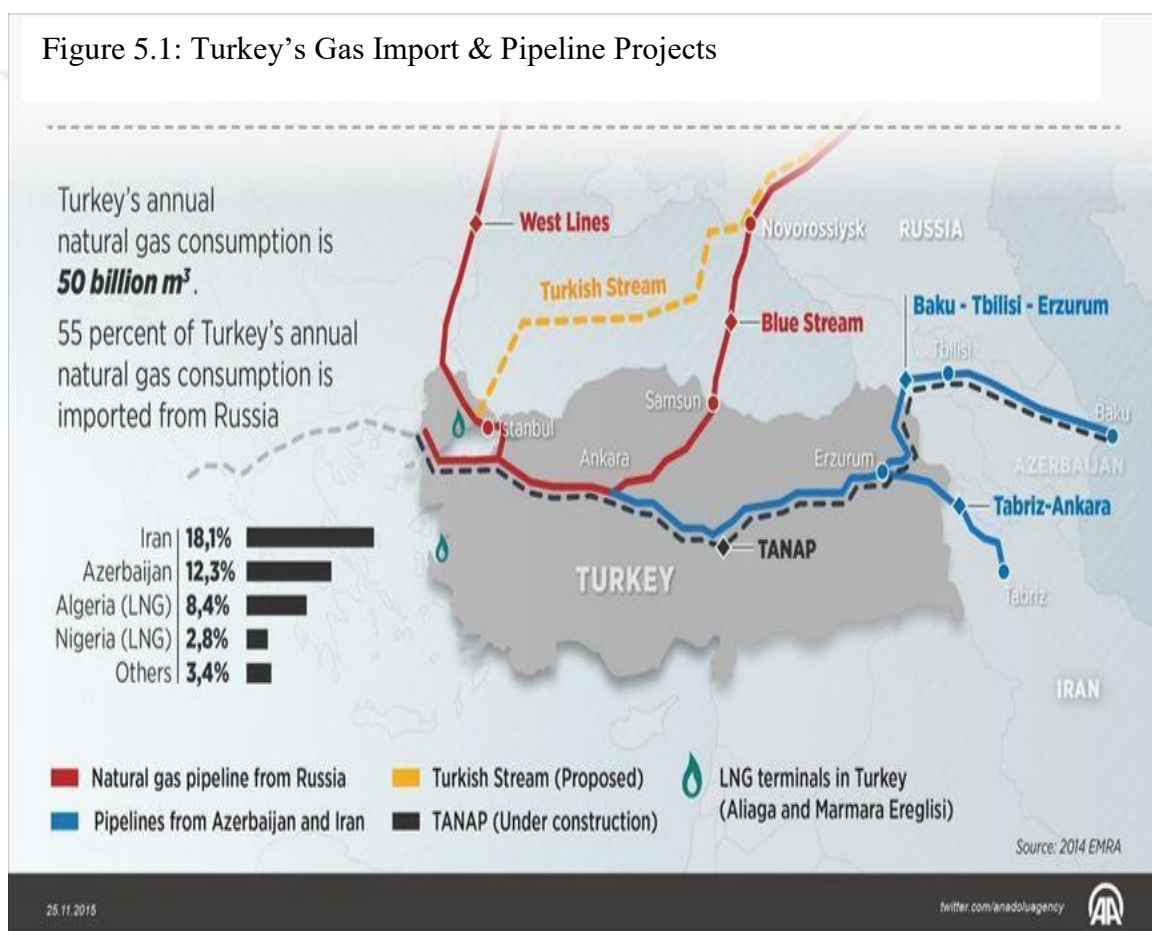 Figure 5.1: Turkey's Gas Import & Pipeline Projects
Turkey's annual
natural gas consumption is
50 billion m³.
55 percent of Turkey's annual
natural gas consumption is
imported from Russia
West Lines
Turkish Stream
Novorossiysk
RUSSIA
Blue Stream
Baku - Tbilisi - Erzurum
Tbilisi
Baku
AZERBAIJAN
Samsun
Istanbul
Ankara
Erzurum
Tabriz-Ankara
TANAP
TURKEY
Tabriz
IRAN
Iran 18,1%
Azerbaijan 12,3%
Algeria (LNG) 8,4%
Nigeria (LNG) 2,8%
Others 3,4%
Natural gas pipeline from Russia
Pipelines from Azerbaijan and Iran
Turkish Stream (Proposed)
TANAP (Under construction)
LNG terminals in Turkey
(Aliaga and Marmara Ereglisi)
Source: 2014 EMRA
25.11.2015
twitter.com/anadoluagency
AA